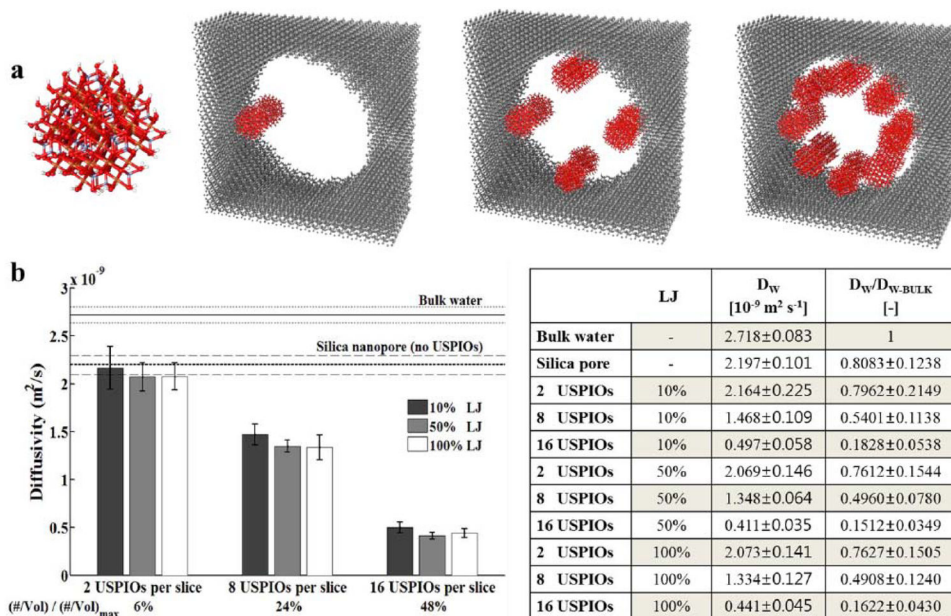 a
b
x 10⁻⁹
3
2.5
2
1.5
1
0.5
0
Diffusivity (m²/s)
Bulk water
Silica nanopore (no USPIOs)
10% LJ
50% LJ
100% LJ
2 USPIOs per slice 8 USPIOs per slice 16 USPIOs per slice
(#/Vol) / (#/Vol)max 6% 24% 48%
LJ D_W [10⁻⁹ m² s⁻¹] D_W/D_W-BULK [-]
Bulk water - 2.718±0.083 1
Silica pore - 2.197±0.101 0.8083±0.1238
2 USPIOs 10% 2.164±0.225 0.7962±0.2149
8 USPIOs 10% 1.468±0.109 0.5401±0.1138
16 USPIOs 10% 0.497±0.058 0.1828±0.0538
2 USPIOs 50% 2.069±0.146 0.7612±0.1544
8 USPIOs 50% 1.348±0.064 0.4960±0.0780
16 USPIOs 50% 0.411±0.035 0.1512±0.0349
2 USPIOs 100% 2.073±0.141 0.7627±0.1505
8 USPIOs 100% 1.334±0.127 0.4908±0.1240
16 USPIOs 100% 0.441±0.045 0.1622±0.0430